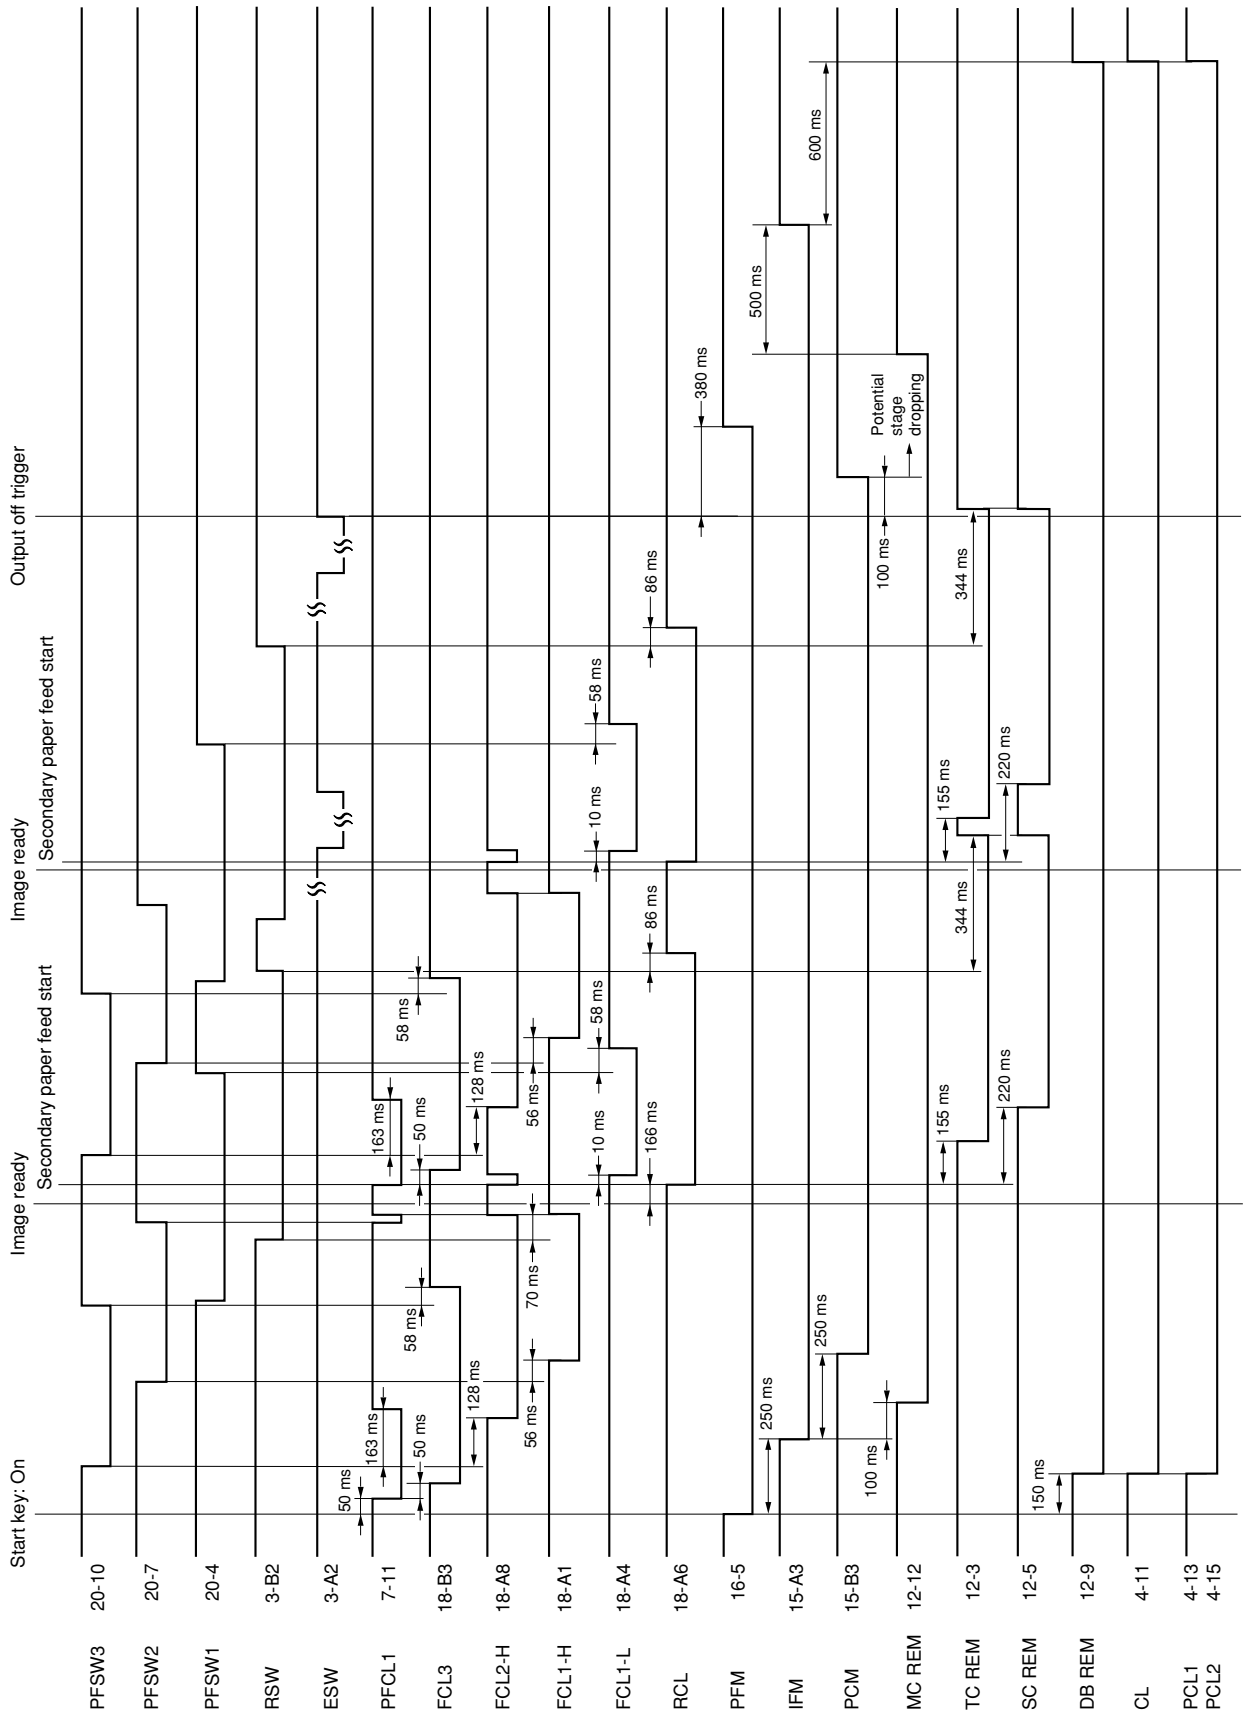 Start key: On
Image ready
Secondary paper feed start
Image ready
Secondary paper feed start
Output off trigger
PFSW3 20-10
PFSW2 20-7
PFSW1 20-4
RSW 3-B2
ESW 3-A2
PFCL1 7-11
50 ms
163 ms
163 ms
FCL3 18-B3
50 ms
58 ms
50 ms
58 ms
FCL2-H 18-A8
128 ms
128 ms
FCL1-H 18-A1
56 ms
70 ms
56 ms
FCL1-L 18-A4
10 ms
58 ms
10 ms
58 ms
RCL 18-A6
166 ms
86 ms
86 ms
PFM 16-5
380 ms
IFM 15-A3
250 ms
500 ms
PCM 15-B3
250 ms
600 ms
MC REM 12-12
100 ms
100 ms
Potential
stage
dropping
TC REM 12-3
155 ms
344 ms
155 ms
344 ms
SC REM 12-5
220 ms
220 ms
DB REM 12-9
150 ms
CL 4-11
PCL1 4-13
PCL2 4-15